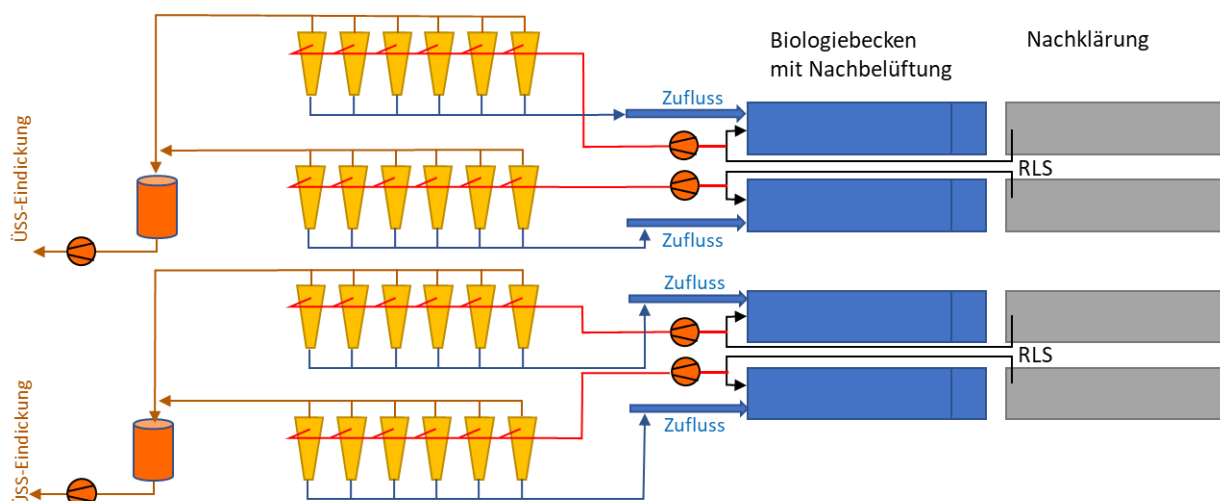 Biologiebecken
mit Nachbelüftung
Nachklärung
Zufluss
ÜSS-Eindickung
RLS
Zufluss
Zufluss
RLS
ÜSS-Eindickung
Zufluss